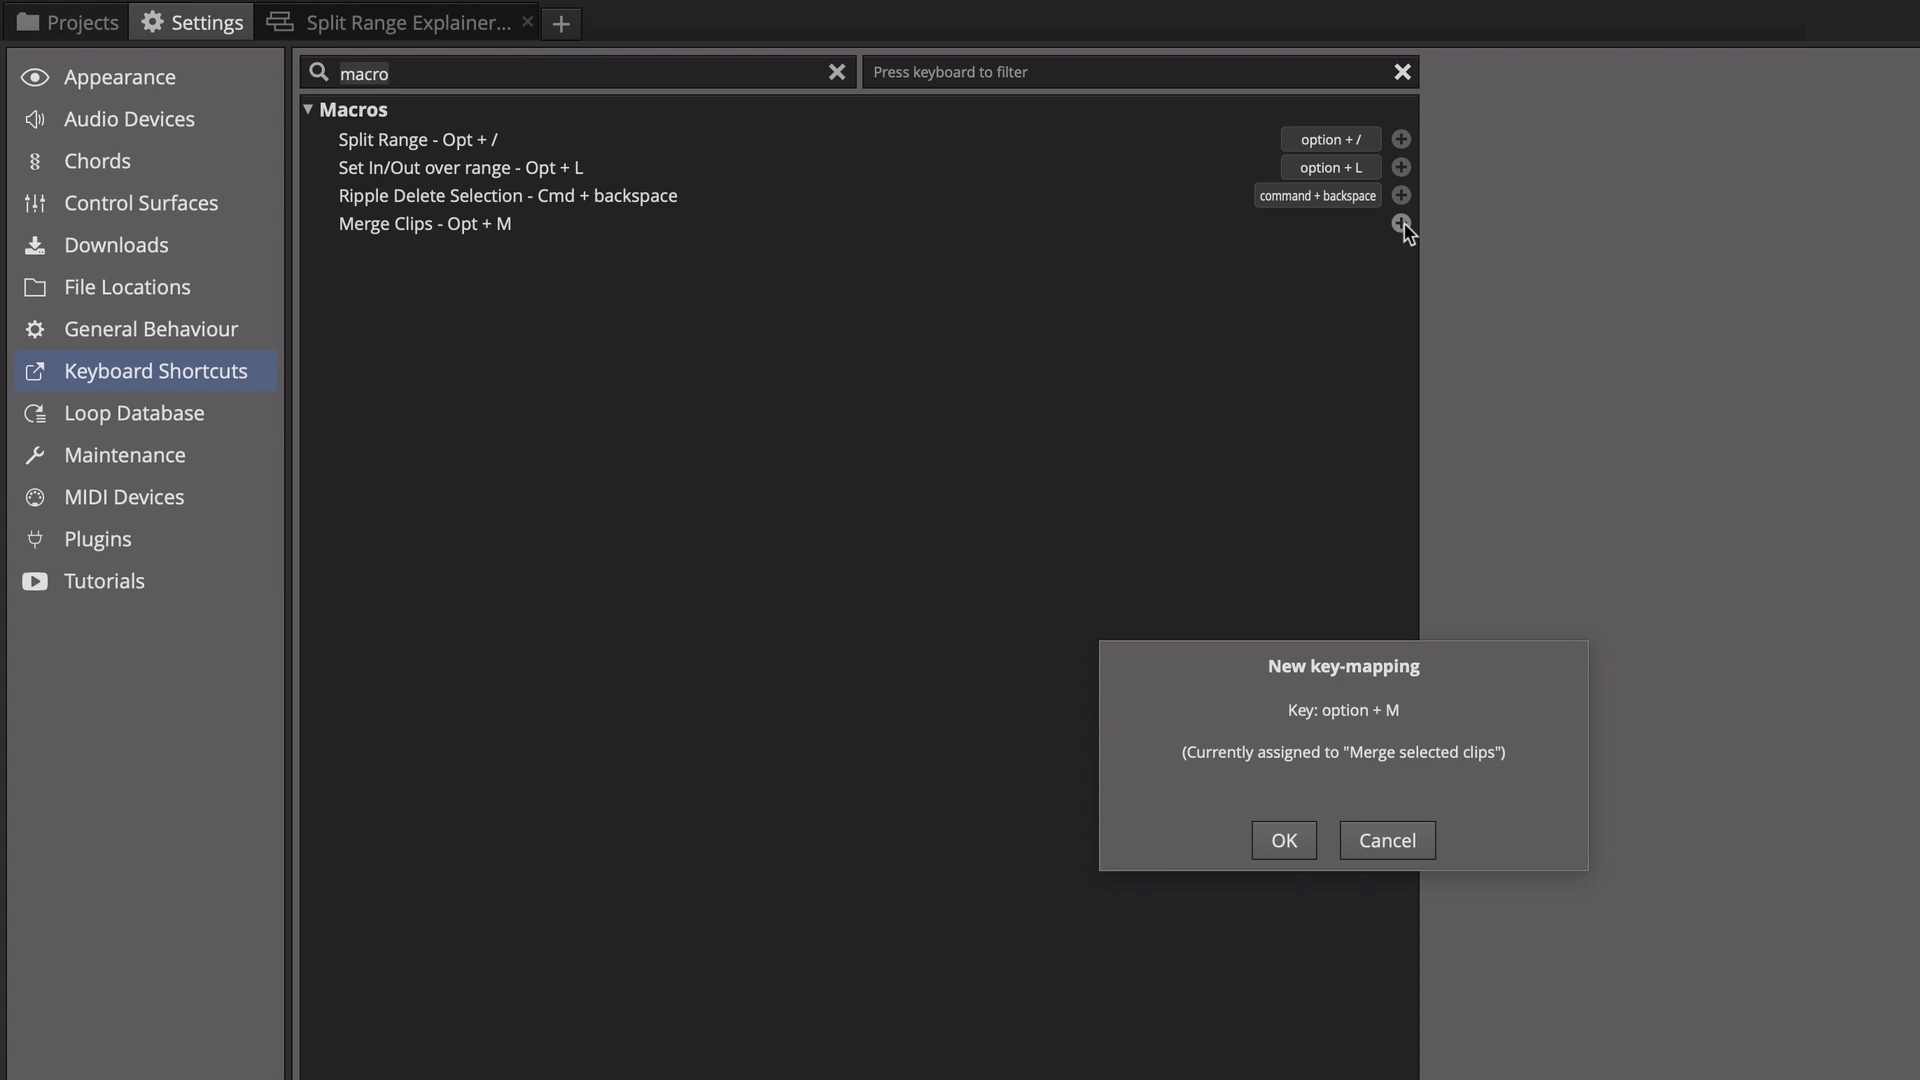 Projects
Settings
Split Range Explainer...
Appearance
Audio Devices
Chords
Control Surfaces
Downloads
File Locations
General Behaviour
Keyboard Shortcuts
Loop Database
Maintenance
MIDI Devices
Plugins
Tutorials
macro
Press keyboard to filter
Macros
Split Range - Opt + /
option + /
Set In/Out over range - Opt + L
option + L
Ripple Delete Selection - Cmd + backspace
command + backspace
Merge Clips - Opt + M
New key-mapping
Key: option + M
(Currently assigned to "Merge selected clips")
OK
Cancel